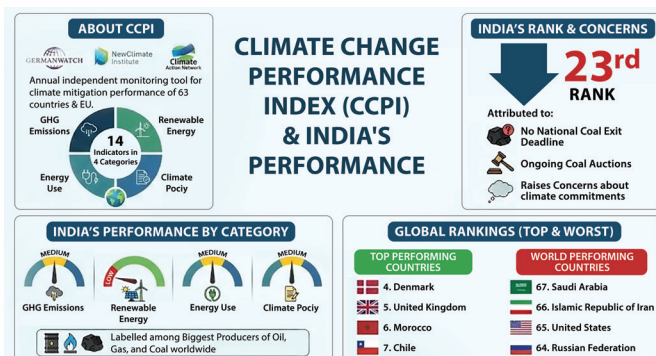 ABOUT CCPI
GERMANWATCH
NewClimate
Institute
Climate
Action Network
Annual independent monitoring tool for
climate mitigation performance of 63
countries & EU.
GHG
Emissions
Renewable
Energy
14
Indicators in
4 Categories
Energy
Use
Climate
Pociy
CLIMATE CHANGE
PERFORMANCE
INDEX (CCPI)
& INDIA'S
PERFORMANCE
INDIA'S RANK & CONCERNS
23rd
RANK
Attributed to:
No National Coal Exit
Deadline
Ongoing Coal Auctions
Raises Concerns about
climate commitments
INDIA'S PERFORMANCE BY CATEGORY
MEDIUM
GHG Emissions
LOW
Renewable
Energy
MEDIUM
Energy Use
MEDIUM
Climate Pociy
Labelled among Biggest Producers of Oil,
Gas, and Coal worldwide
GLOBAL RANKINGS (TOP & WORST)
TOP PERFORMING
COUNTRIES
4. Denmark
5. United Kingdom
6. Morocco
7. Chile
WORLD PERFORMING
COUNTRIES
67. Saudi Arabia
66. Islamic Republic of Iran
65. United States
64. Russian Federation